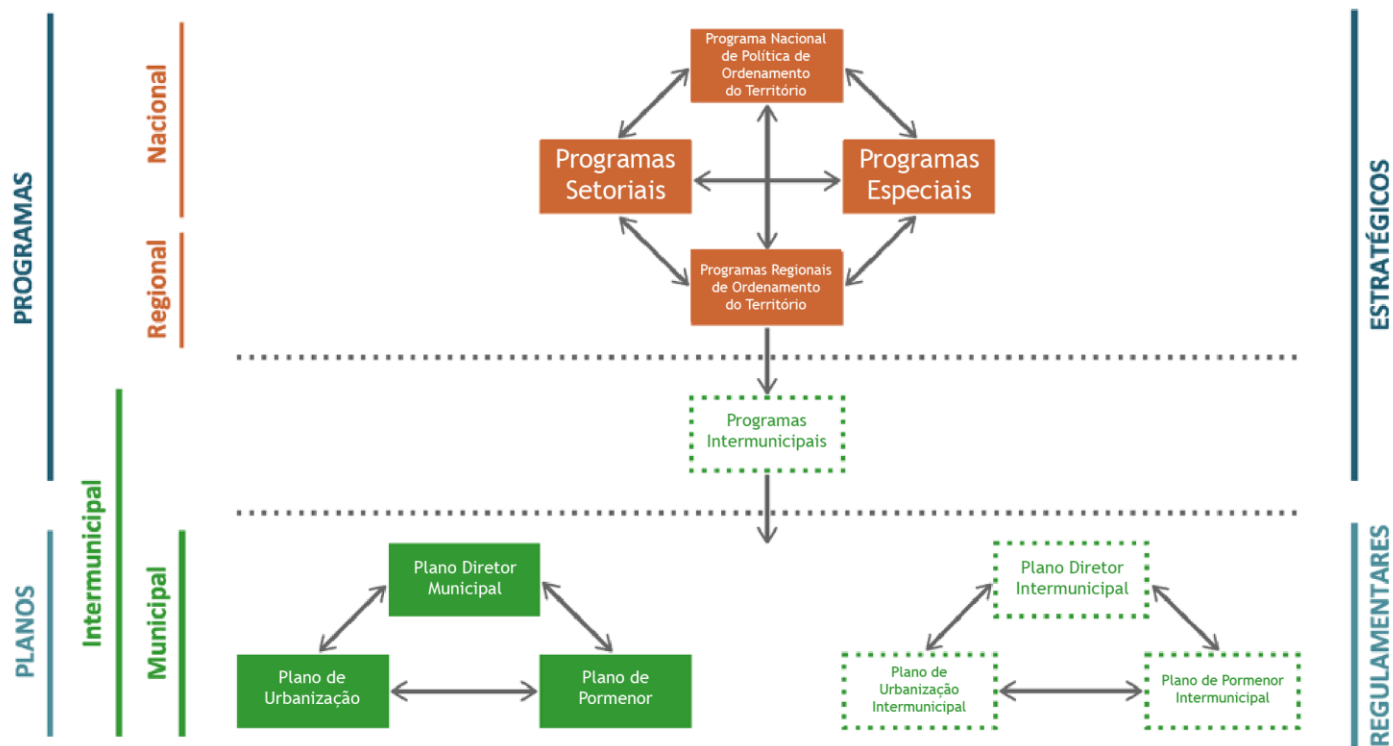 PROGRAMAS
Nacional
Regional
ESTRATÉGICOS
Programa Nacional
de Política de
Ordenamento
do Território
Programas
Setoriais
Programas
Especiais
Programas Regionais
de Ordenamento
do Território
Programas
Intermunicipais
PLANOS
Intermunicipal
Municipal
REGULAMENTARES
Plano Diretor
Municipal
Plano de
Urbanização
Plano de
Pormenor
Plano Diretor
Intermunicipal
Plano de
Urbanização
Intermunicipal
Plano de Pormenor
Intermunicipal